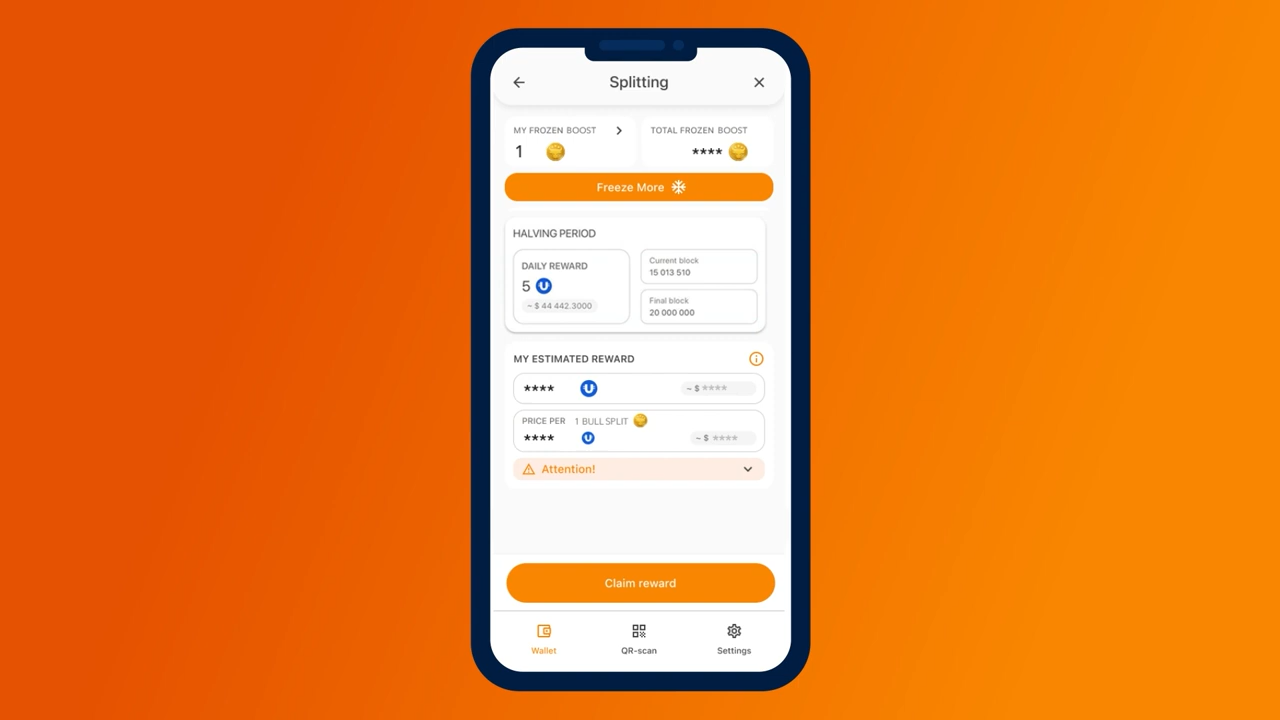 Splitting
MY FROZEN BOOST
1
TOTAL FROZEN BOOST
****
Freeze More
HALVING PERIOD
DAILY REWARD
5
~ $ 44 442.3000
Current block
15 013 510
Final block
20 000 000
MY ESTIMATED REWARD
**** ~ $ ****
PRICE PER 1 BULL SPLIT
**** ~ $ ****
Attention!
Claim reward
Wallet QR-scan Settings